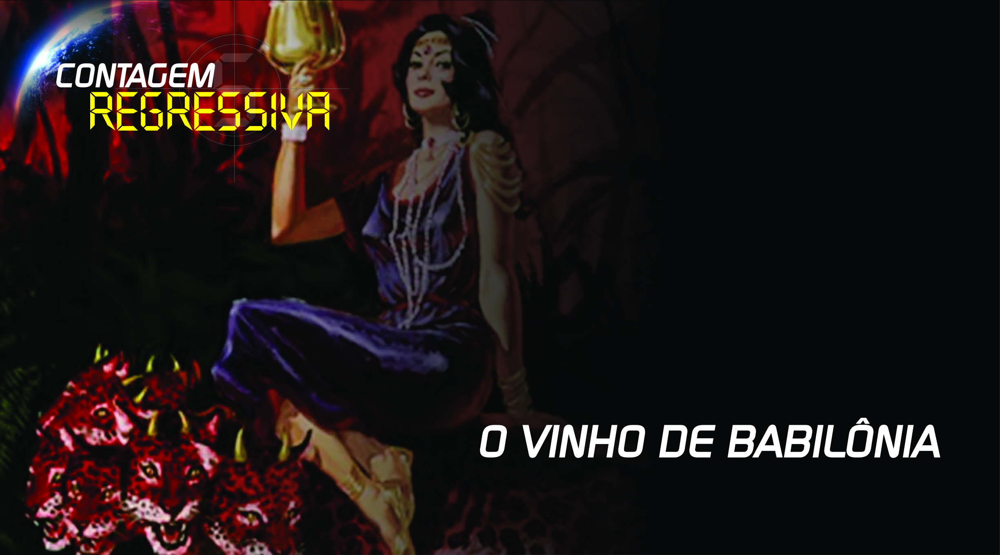 CONTAGEM
REGRESSIVA
O VINHO DE BABILÔNIA